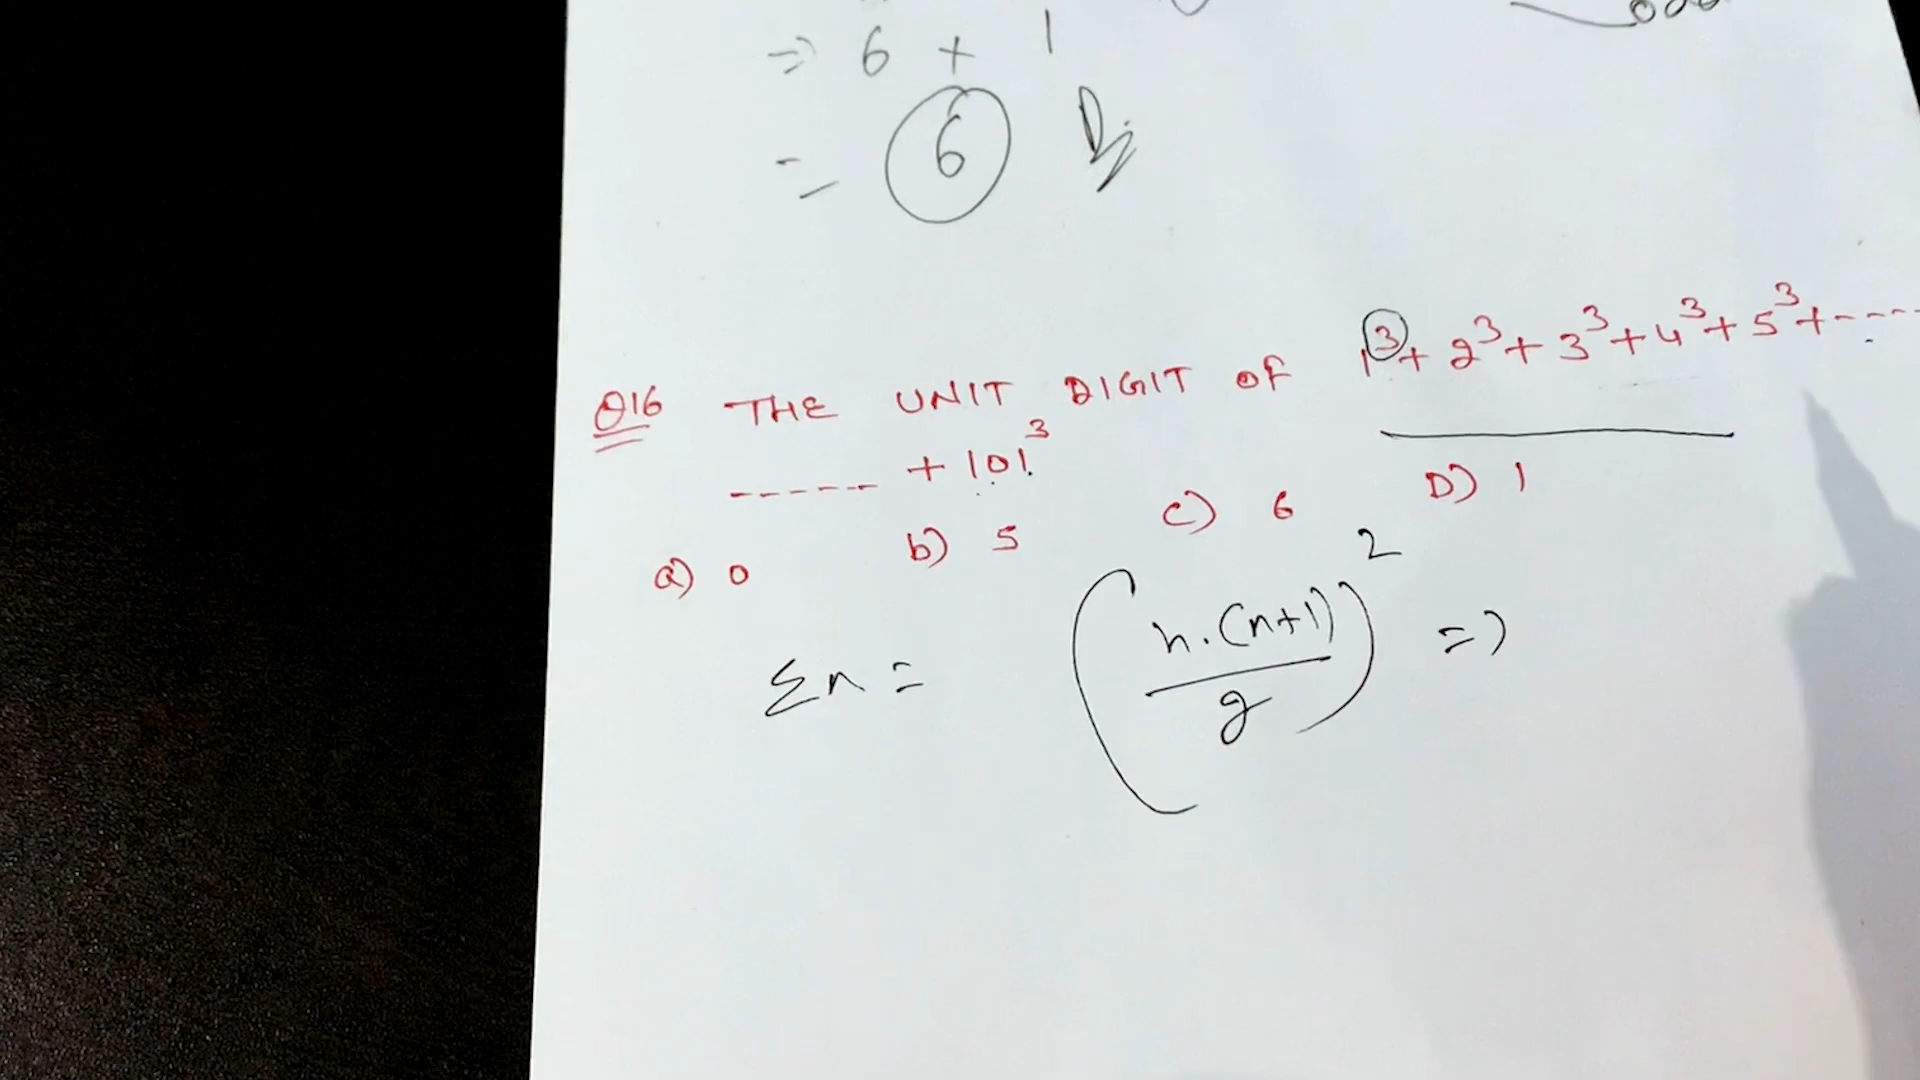 => 6 + 1
= 6
Q16 THE UNIT DIGIT OF 1³ + 2³ + 3³ + 4³ + 5³ + ----
------ + 101³
a) 0 b) 5 c) 6 D) 1
Σn = (n.(n+1)/2)² =>